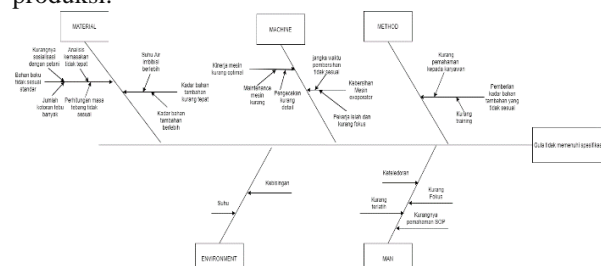 produksi.
MATERIAL
MACHINE
METHOD
Kurangnya
sosialisasi
dengan petani
Analisis
kemasakan
tidak tepat
Bahan baku
tidak sesuai
standar
Jumlah
kotoran tebu
banyak
Perhitungan masa
tebang tidak
sesuai
Suhu Air
Imbibisi
berlebih
Kadar bahan
tambahan
kurang tepat
Kadar bahan
tambahan
berlebih
Kinerja mesin
kurang optimal
Maintenance
mesin
kurang
Pengecekan
kurang
detail
jangka waktu
pembersihan
tidak sesuai
Kebersihan
Mesin
evaporator
Pekerja lelah dan
kurang fokus
Kurang
pemahaman
kepada karyawan
Pemberian
kadar bahan
tambahan yang
tidak sesuai
Kurang
training
Gula tidak memenuhi spesifikasi
Suhu
Kebisingan
Keteledoran
Kurang
Fokus
Kurang
terlatih
Kurangnya
pemahaman SOP
ENVIRONMENT
MAN